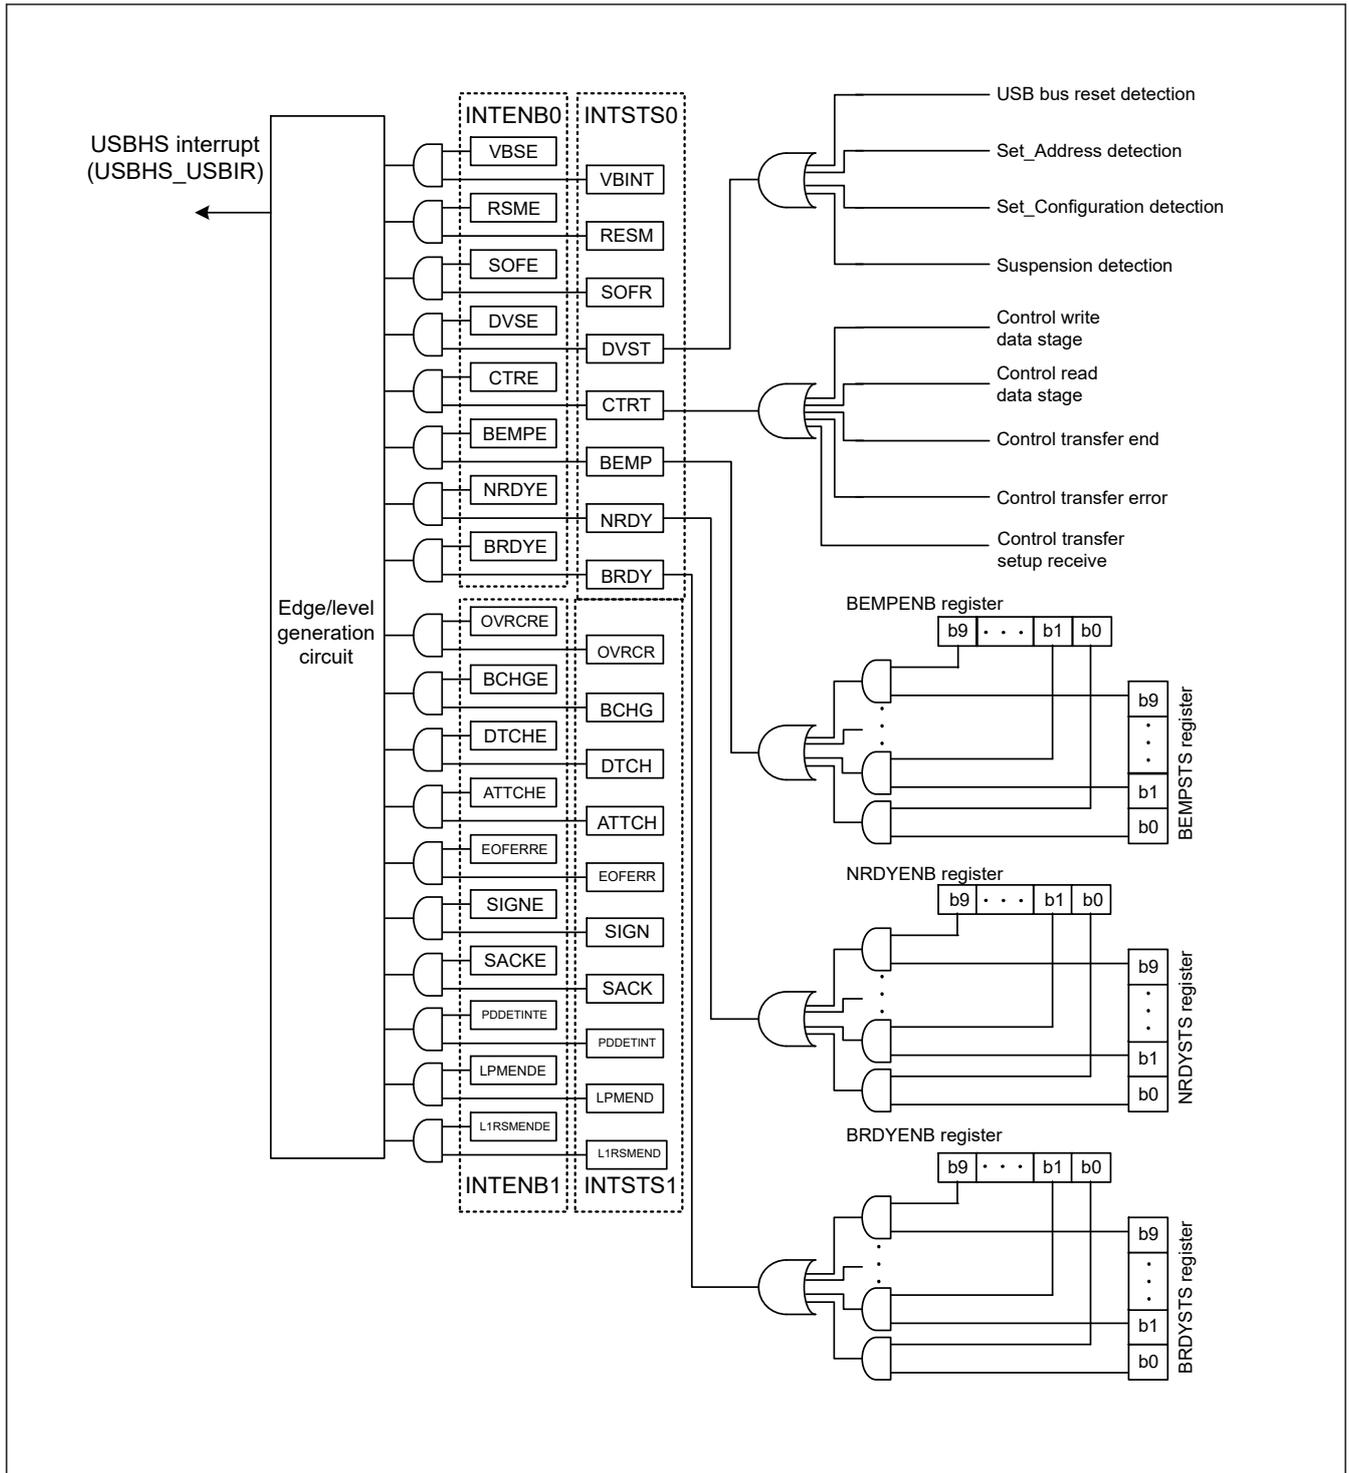 USBHS interrupt
(USBHS_USBIR)
Edge/level
generation
circuit
INTENB0
VBSE
RSME
SOFE
DVSE
CTRE
BEMPE
NRDYE
BRDYE
OVRCRE
BCHGE
DTCHE
ATTCHE
EOFERRE
SIGNE
SACKE
PDDETINTE
LPMENDE
L1RSMENDE
INTENB1
INTSTS0
VBINT
RESM
SOFR
DVST
CTRT
BEMP
NRDY
BRDY
OVRCR
BCHG
DTCH
ATTCH
EOFERR
SIGN
SACK
PDDETINT
LPMEND
L1RSMEND
INTSTS1
USB bus reset detection
Set_Address detection
Set_Configuration detection
Suspension detection
Control write
data stage
Control read
data stage
Control transfer end
Control transfer error
Control transfer
setup receive
BEMPENB register
b9 · · · b1 b0
b9
b1
b0
BEMPSTS register
NRDYENB register
b9 · · · b1 b0
b9
b1
b0
NRDYSTS register
BRDYENB register
b9 · · · b1 b0
b9
b1
b0
BRDYSTS register